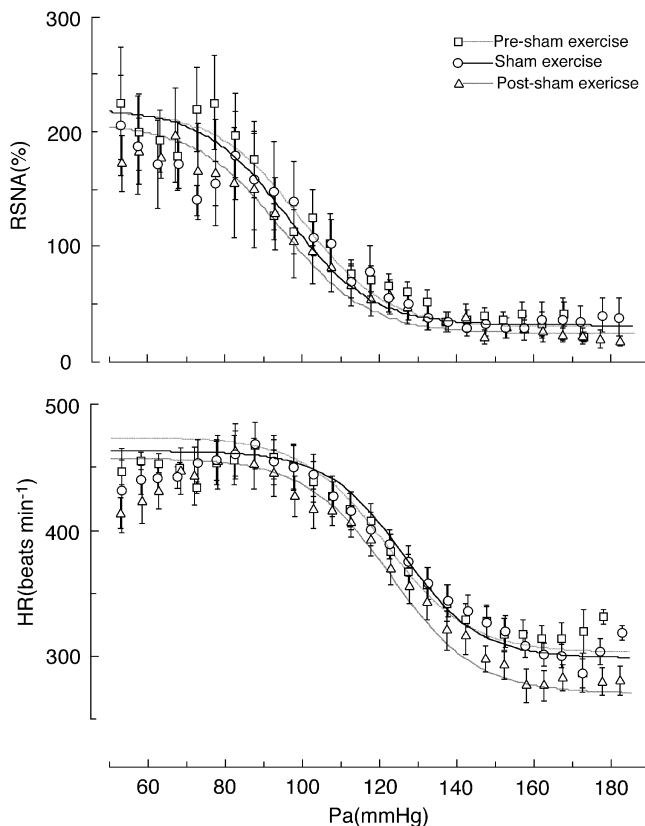 300
Pre-sham exercise
Sham exercise
Post-sham exericse
200
RSNA(%)
100
0
500
400
HR(beats min-1)
300
60 80 100 120 140 160 180
Pa(mmHg)